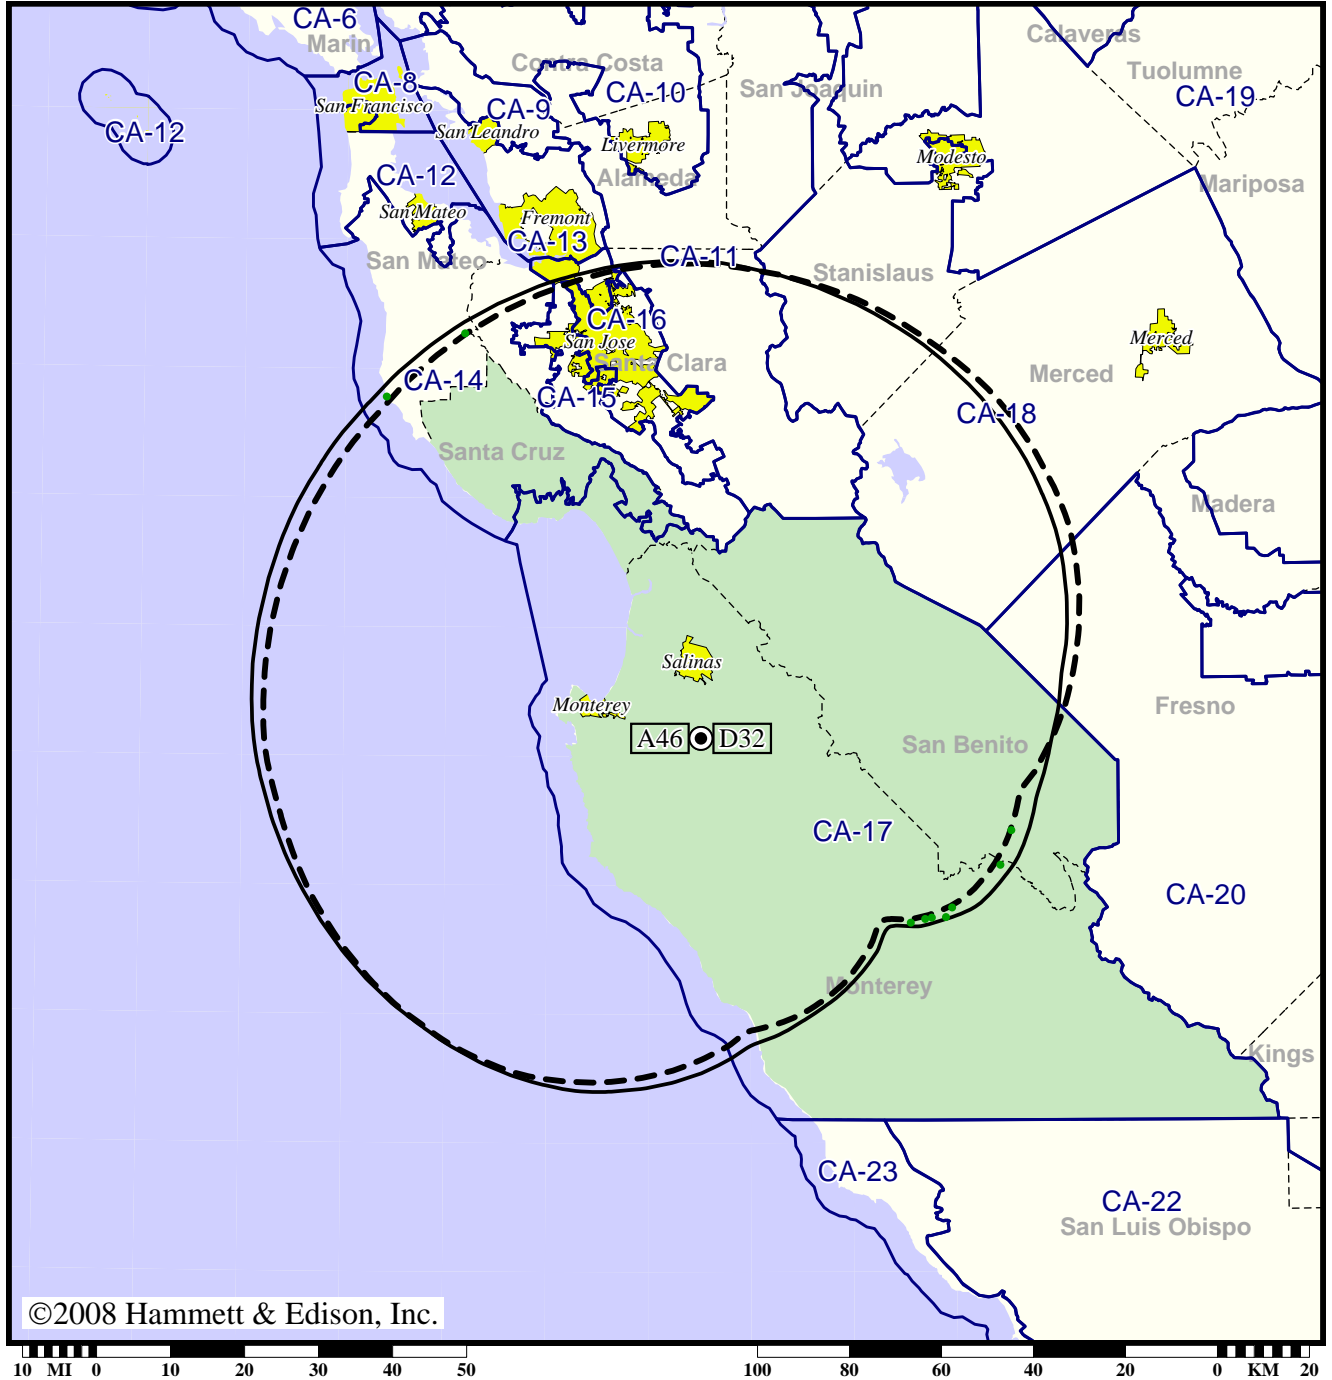 CA-6
Marin
Calaveras
Contra Costa
Tuolumne
CA-8
CA-10
San Joaquin
CA-19
San Francisco
CA-9
CA-12
San Leandro
Livermore
Modesto
CA-12
Alameda
Mariposa
San Mateo
Fremont
CA-13
San Mateo
CA-11
Stanislaus
CA-16
San Jose
Merced
Santa Clara
Merced
CA-14
CA-15
CA-18
Santa Cruz
Madera
Salinas
Monterey
Fresno
A46 D32
San Benito
CA-17
CA-20
Monterey
Kings
CA-23
CA-22
San Luis Obispo
©2008 Hammett & Edison, Inc.
10 MI 0 10 20 30 40 50 100 80 60 40 20 0 KM 20